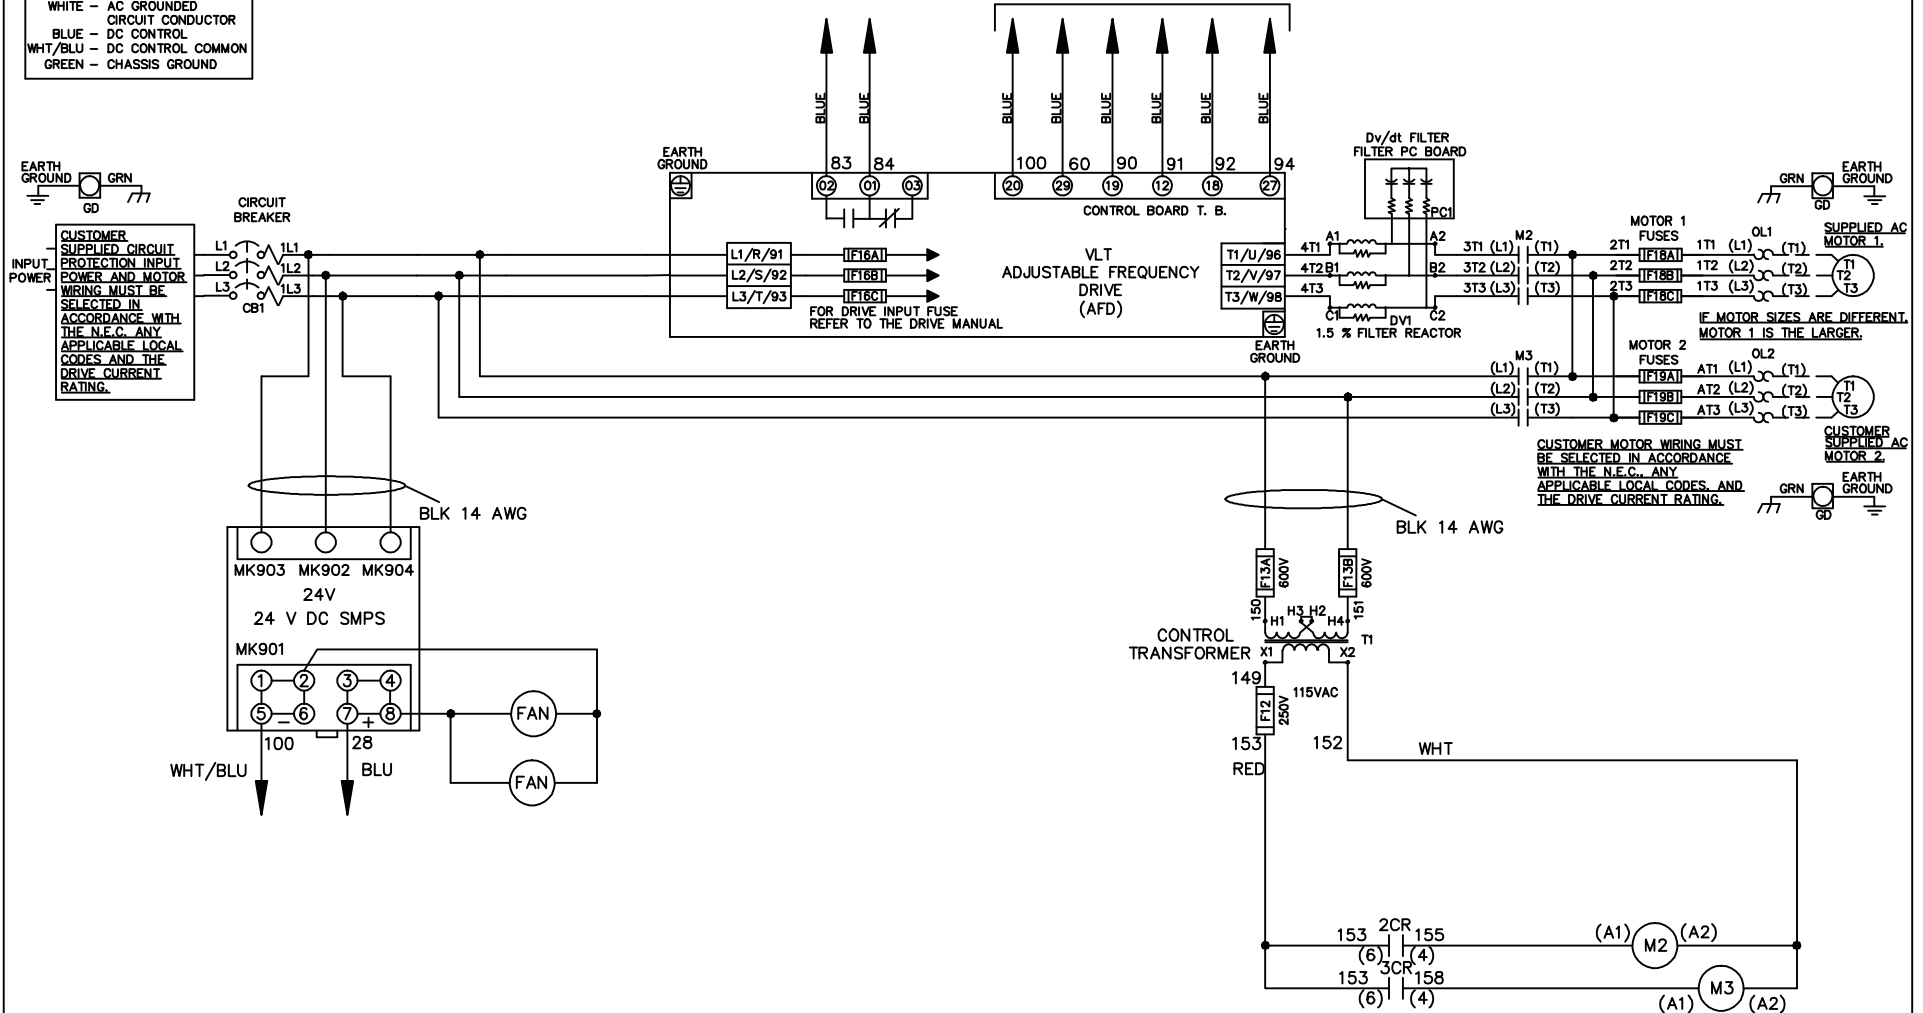 WHITE – AC GROUNDED
CIRCUIT CONDUCTOR
BLUE – DC CONTROL
WHT/BLU – DC CONTROL COMMON
GREEN – CHASSIS GROUND
BLUE
BLUE
BLUE
BLUE
BLUE
BLUE
BLUE
BLUE
83
84
100
60
90
91
92
94
02
01
03
20
29
19
12
18
27
CONTROL BOARD T. B.
EARTH
GROUND
Dv/dt FILTER
FILTER PC BOARD
PC1
EARTH
GROUND
GRN
GD
CIRCUIT
BREAKER
INPUT
POWER
CUSTOMER
SUPPLIED CIRCUIT
PROTECTION INPUT
POWER AND MOTOR
WIRING MUST BE
SELECTED IN
ACCORDANCE WITH
THE N.E.C. ANY
APPLICABLE LOCAL
CODES AND THE
DRIVE CURRENT
RATING.
L1
L2
L3
1L1
1L2
1L3
CB1
L1/R/91
L2/S/92
L3/T/93
F16A
F16B
F16C
FOR DRIVE INPUT FUSE
REFER TO THE DRIVE MANUAL
VLT
ADJUSTABLE FREQUENCY
DRIVE
(AFD)
T1/U/96
T2/V/97
T3/W/98
EARTH
GROUND
4T1
4T2
4T3
A1
B1
C1
A2
B2
C2
DV1
1.5 % FILTER REACTOR
M2
3T1 (L1) (T1)
3T2 (L2) (T2)
3T3 (L3) (T3)
2T1
2T2
2T3
MOTOR 1
FUSES
F18A
F18B
F18C
1T1 (L1) (T1)
1T2 (L2) (T2)
1T3 (L3) (T3)
OL1
GRN
GD
EARTH
GROUND
SUPPLIED AC
MOTOR 1.
T1
T2
T3
IF MOTOR SIZES ARE DIFFERENT,
MOTOR 1 IS THE LARGER.
M3
(L1) (T1)
(L2) (T2)
(L3) (T3)
MOTOR 2
FUSES
F19A
F19B
F19C
AT1 (L1) (T1)
AT2 (L2) (T2)
AT3 (L3) (T3)
OL2
T1
T2
T3
CUSTOMER
SUPPLIED AC
MOTOR 2.
CUSTOMER MOTOR WIRING MUST
BE SELECTED IN ACCORDANCE
WITH THE N.E.C., ANY
APPLICABLE LOCAL CODES, AND
THE DRIVE CURRENT RATING.
GRN
GD
EARTH
GROUND
BLK 14 AWG
MK903 MK902 MK904
24V
24 V DC SMPS
MK901
1 2 3 4
5 – 6 7 + 8
100
28
WHT/BLU
BLU
FAN
FAN
BLK 14 AWG
F13A
600V
F13B
600V
150
151
H1 H3 H2 H4
CONTROL
TRANSFORMER
T1
X1
X2
149
115VAC
F12
250V
153
152
RED
WHT
2CR
153 155
(6) (4)
(A1) M2 (A2)
3CR
153 158
(6) (4)
(A1) M3 (A2)